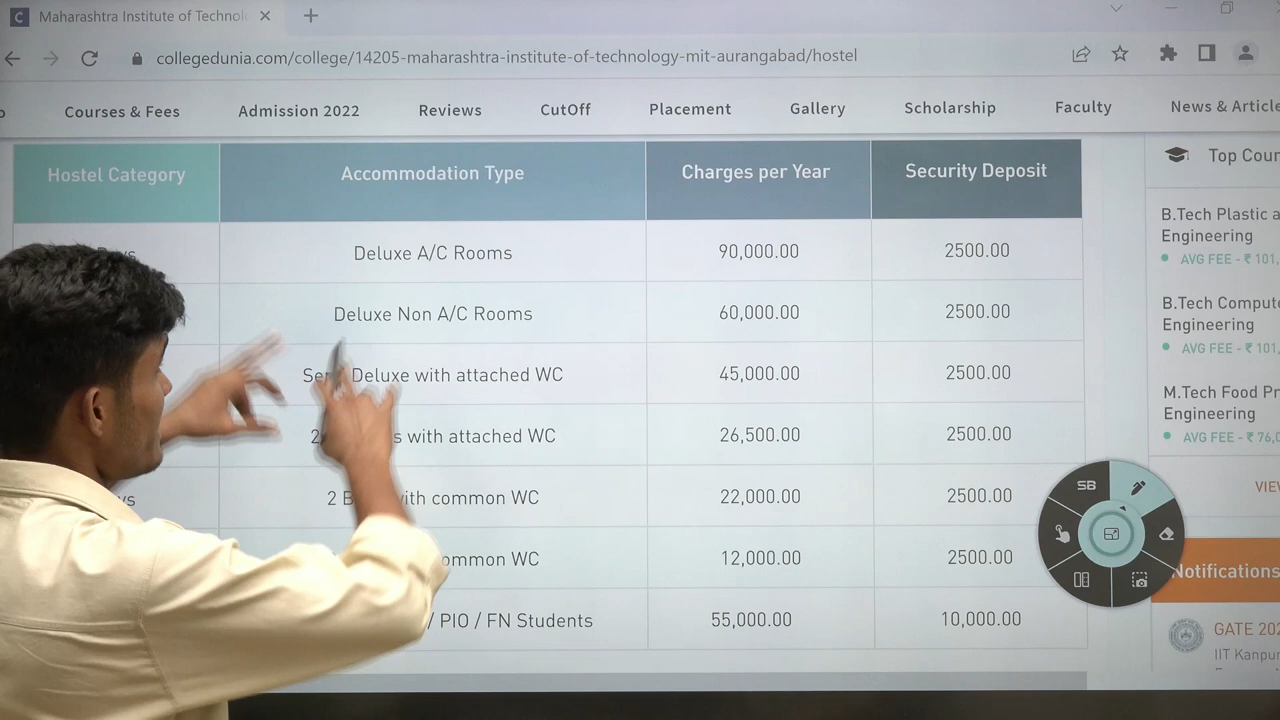 Maharashtra Institute of Technol
collegedunia.com/college/14205-maharashtra-institute-of-technology-mit-aurangabad/hostel
Courses & Fees Admission 2022 Reviews CutOff Placement Gallery Scholarship Faculty News & Article
Hostel Category Accommodation Type Charges per Year Security Deposit
Deluxe A/C Rooms 90,000.00 2500.00
Deluxe Non A/C Rooms 60,000.00 2500.00
Deluxe with attached WC 45,000.00 2500.00
2 with attached WC 26,500.00 2500.00
2 B with common WC 22,000.00 2500.00
common WC 12,000.00 2500.00
/ PIO / FN Students 55,000.00 10,000.00
Top Cour
B.Tech Plastic a
Engineering
AVG FEE - ₹ 101,
B.Tech Compute
Engineering
AVG FEE - ₹ 101,
M.Tech Food Pr
Engineering
AVG FEE - ₹ 76,0
VIEW
SB
Notifications
GATE 202
IIT Kanpur